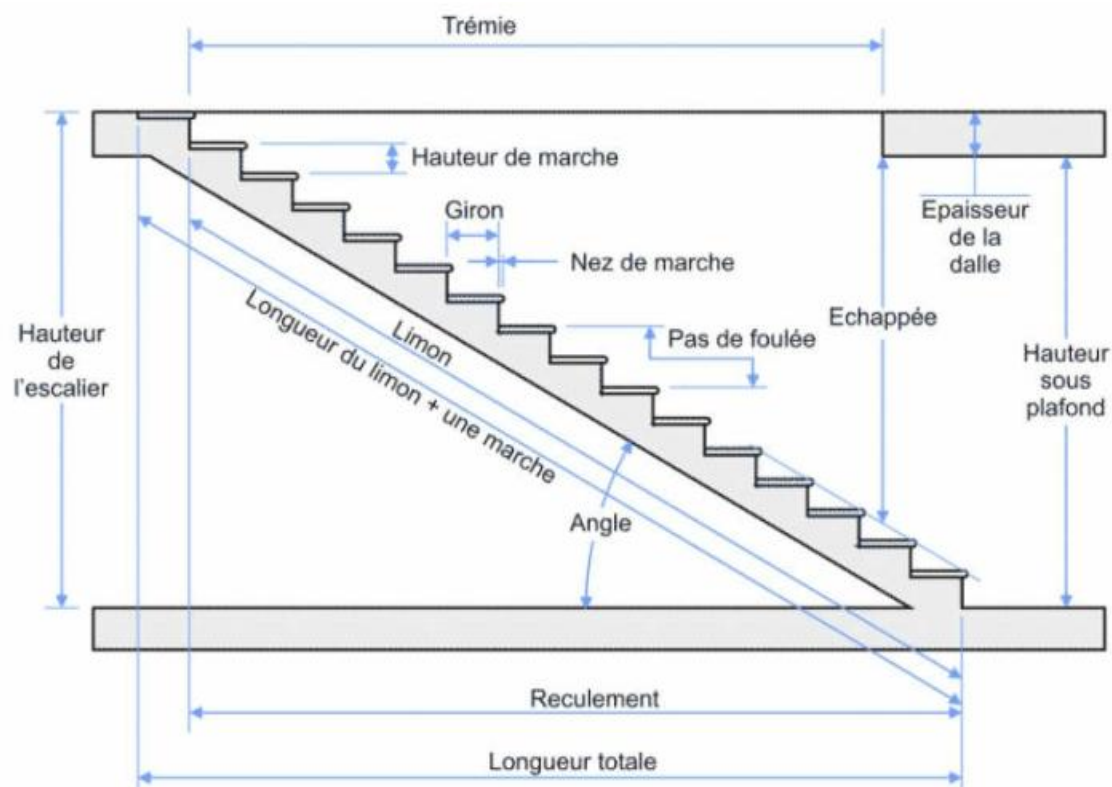 Trémie
Hauteur de marche
Giron
Nez de marche
Epaisseur
de la
dalle
Hauteur
de
l'escalier
Limon
Longueur du limon + une marche
Pas de foulée
Echappée
Hauteur
sous
plafond
Angle
Reculement
Longueur totale